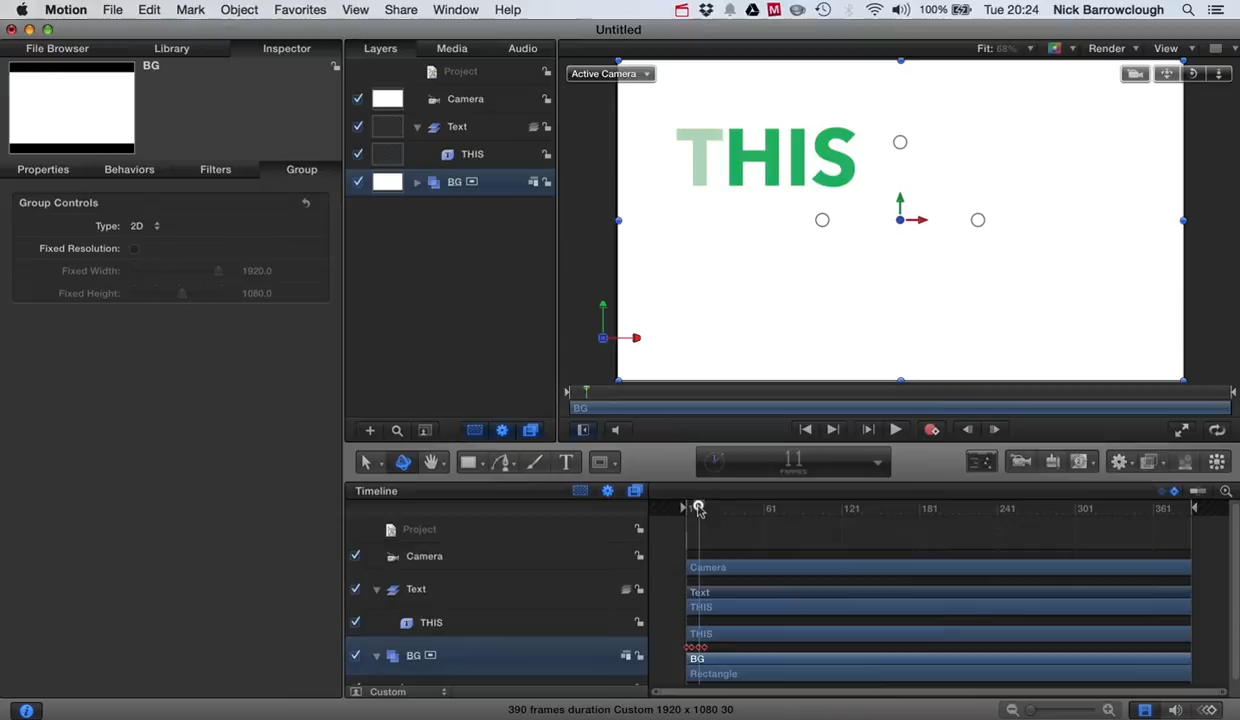 Motion File Edit Mark Object Favorites View Share Window Help 100% Tue 20:24 Nick Barrowclough
Untitled
File Browser Library Inspector Layers Media Audio Fit: 68% Render View
BG
Project
Active Camera
Camera
Text
THIS
BG
THIS
Properties Behaviors Filters Group
Group Controls
Type: 2D
Fixed Resolution:
Fixed Width: 1920.0
Fixed Height: 1080.0
BG
11
FRAMES
Timeline
61 121 181 241 301 361
Project
Camera Camera
Text Text
THIS
THIS THIS
BG BG
Rectangle
Custom
390 frames duration Custom 1920 x 1080 30